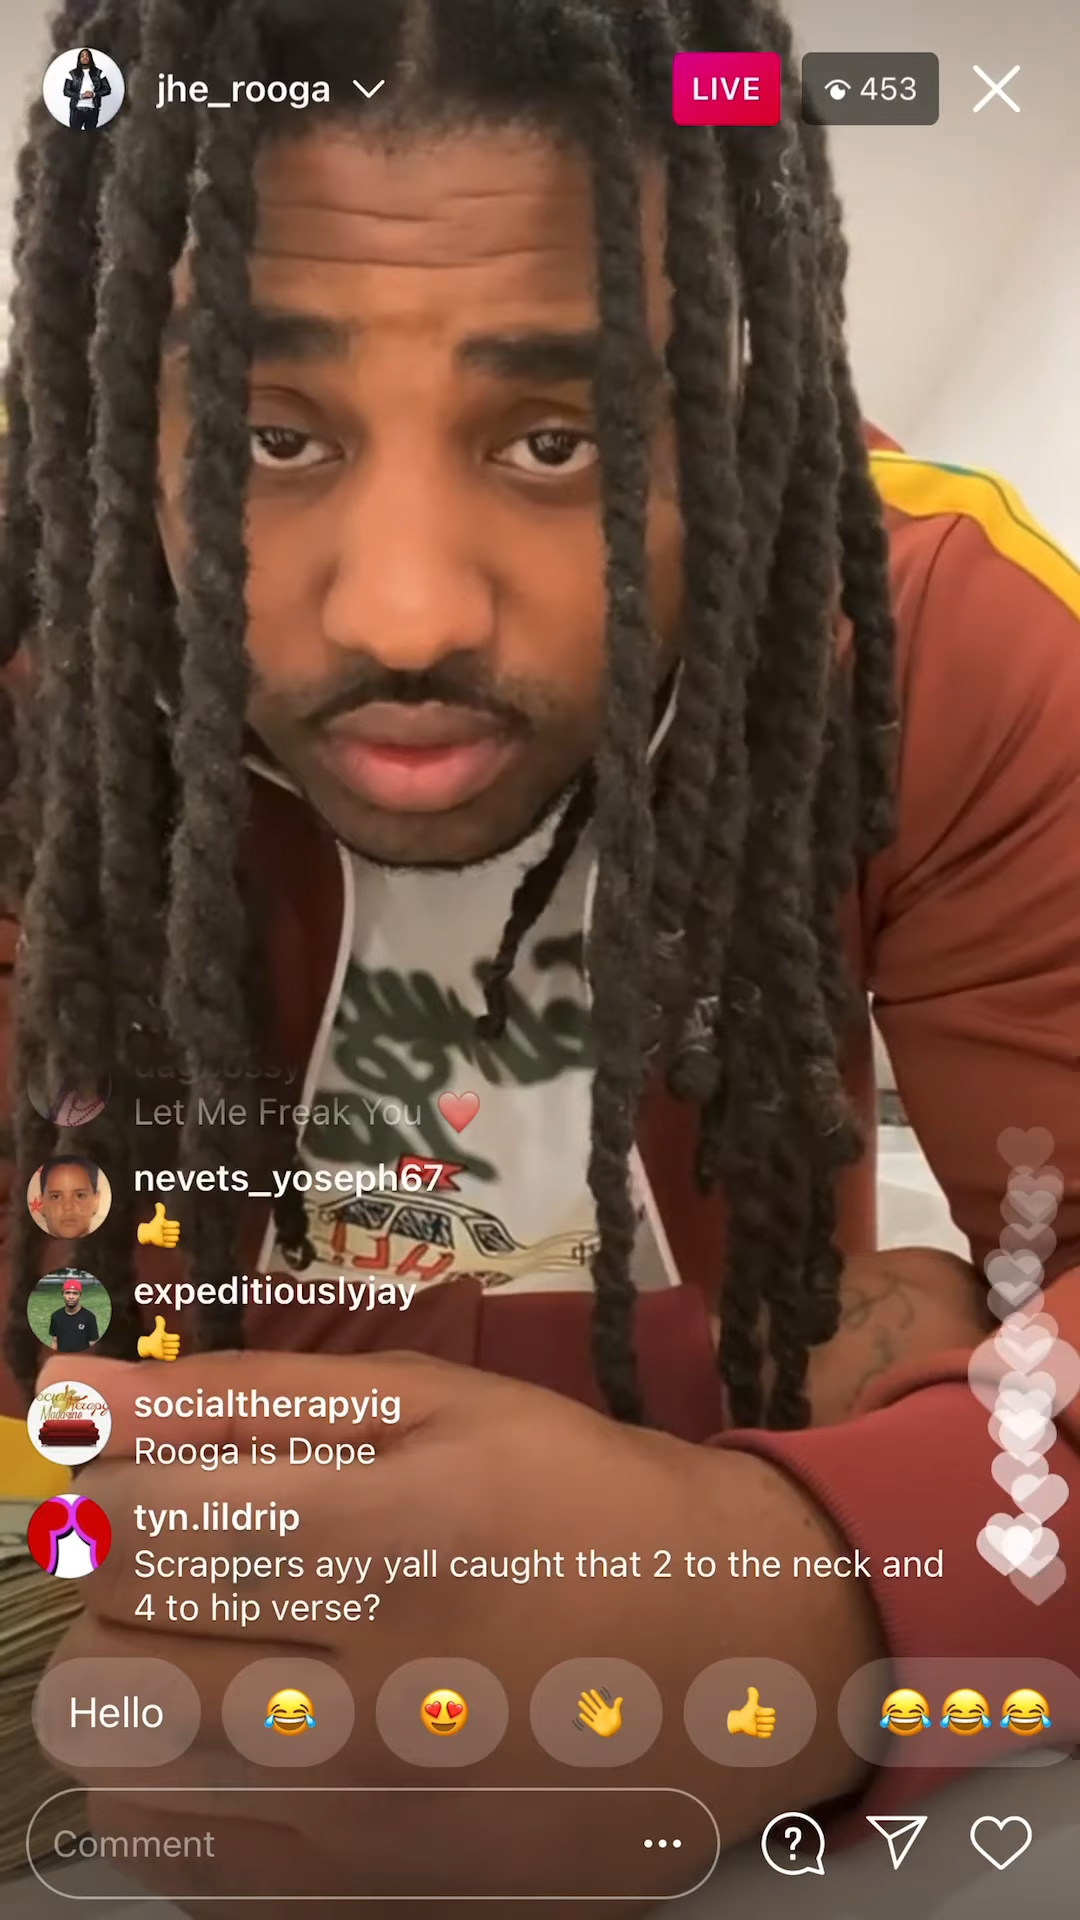 jhe_rooga
LIVE
453
Let Me Freak You ❤️
nevets_yoseph67
👍
expeditiouslyjay
👍
socialtherapyig
Rooga is Dope
tyn.lildrip
Scrappers ayy yall caught that 2 to the neck and
4 to hip verse?
Hello 😂 😍 👋 👍 😂😂😂
Comment